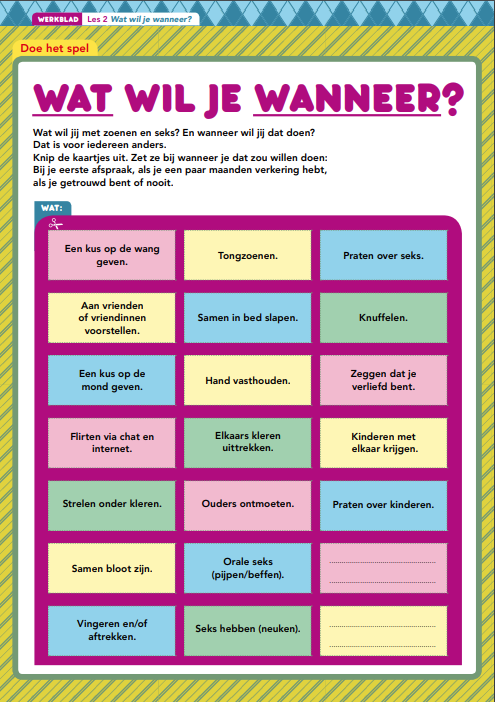 WERKBLAD Les 2 Wat wil je wanneer?
Doe het spel
WAT WIL JE WANNEER?
Wat wil jij met zoenen en seks? En wanneer wil jij dat doen?
Dat is voor iedereen anders.
Knip de kaartjes uit. Zet ze bij wanneer je dat zou willen doen:
Bij je eerste afspraak, als je een paar maanden verkering hebt,
als je getrouwd bent of nooit.
WAT:
Een kus op de wang
geven.
Tongzoenen.
Praten over seks.
Aan vrienden
of vriendinnen
voorstellen.
Samen in bed slapen.
Knuffelen.
Een kus op de
mond geven.
Hand vasthouden.
Zeggen dat je
verliefd bent.
Flirten via chat en
internet.
Elkaars kleren
uittrekken.
Kinderen met
elkaar krijgen.
Strelen onder kleren.
Ouders ontmoeten.
Praten over kinderen.
Samen bloot zijn.
Orale seks
(pijpen/beffen).
Vingeren en/of
aftrekken.
Seks hebben (neuken).